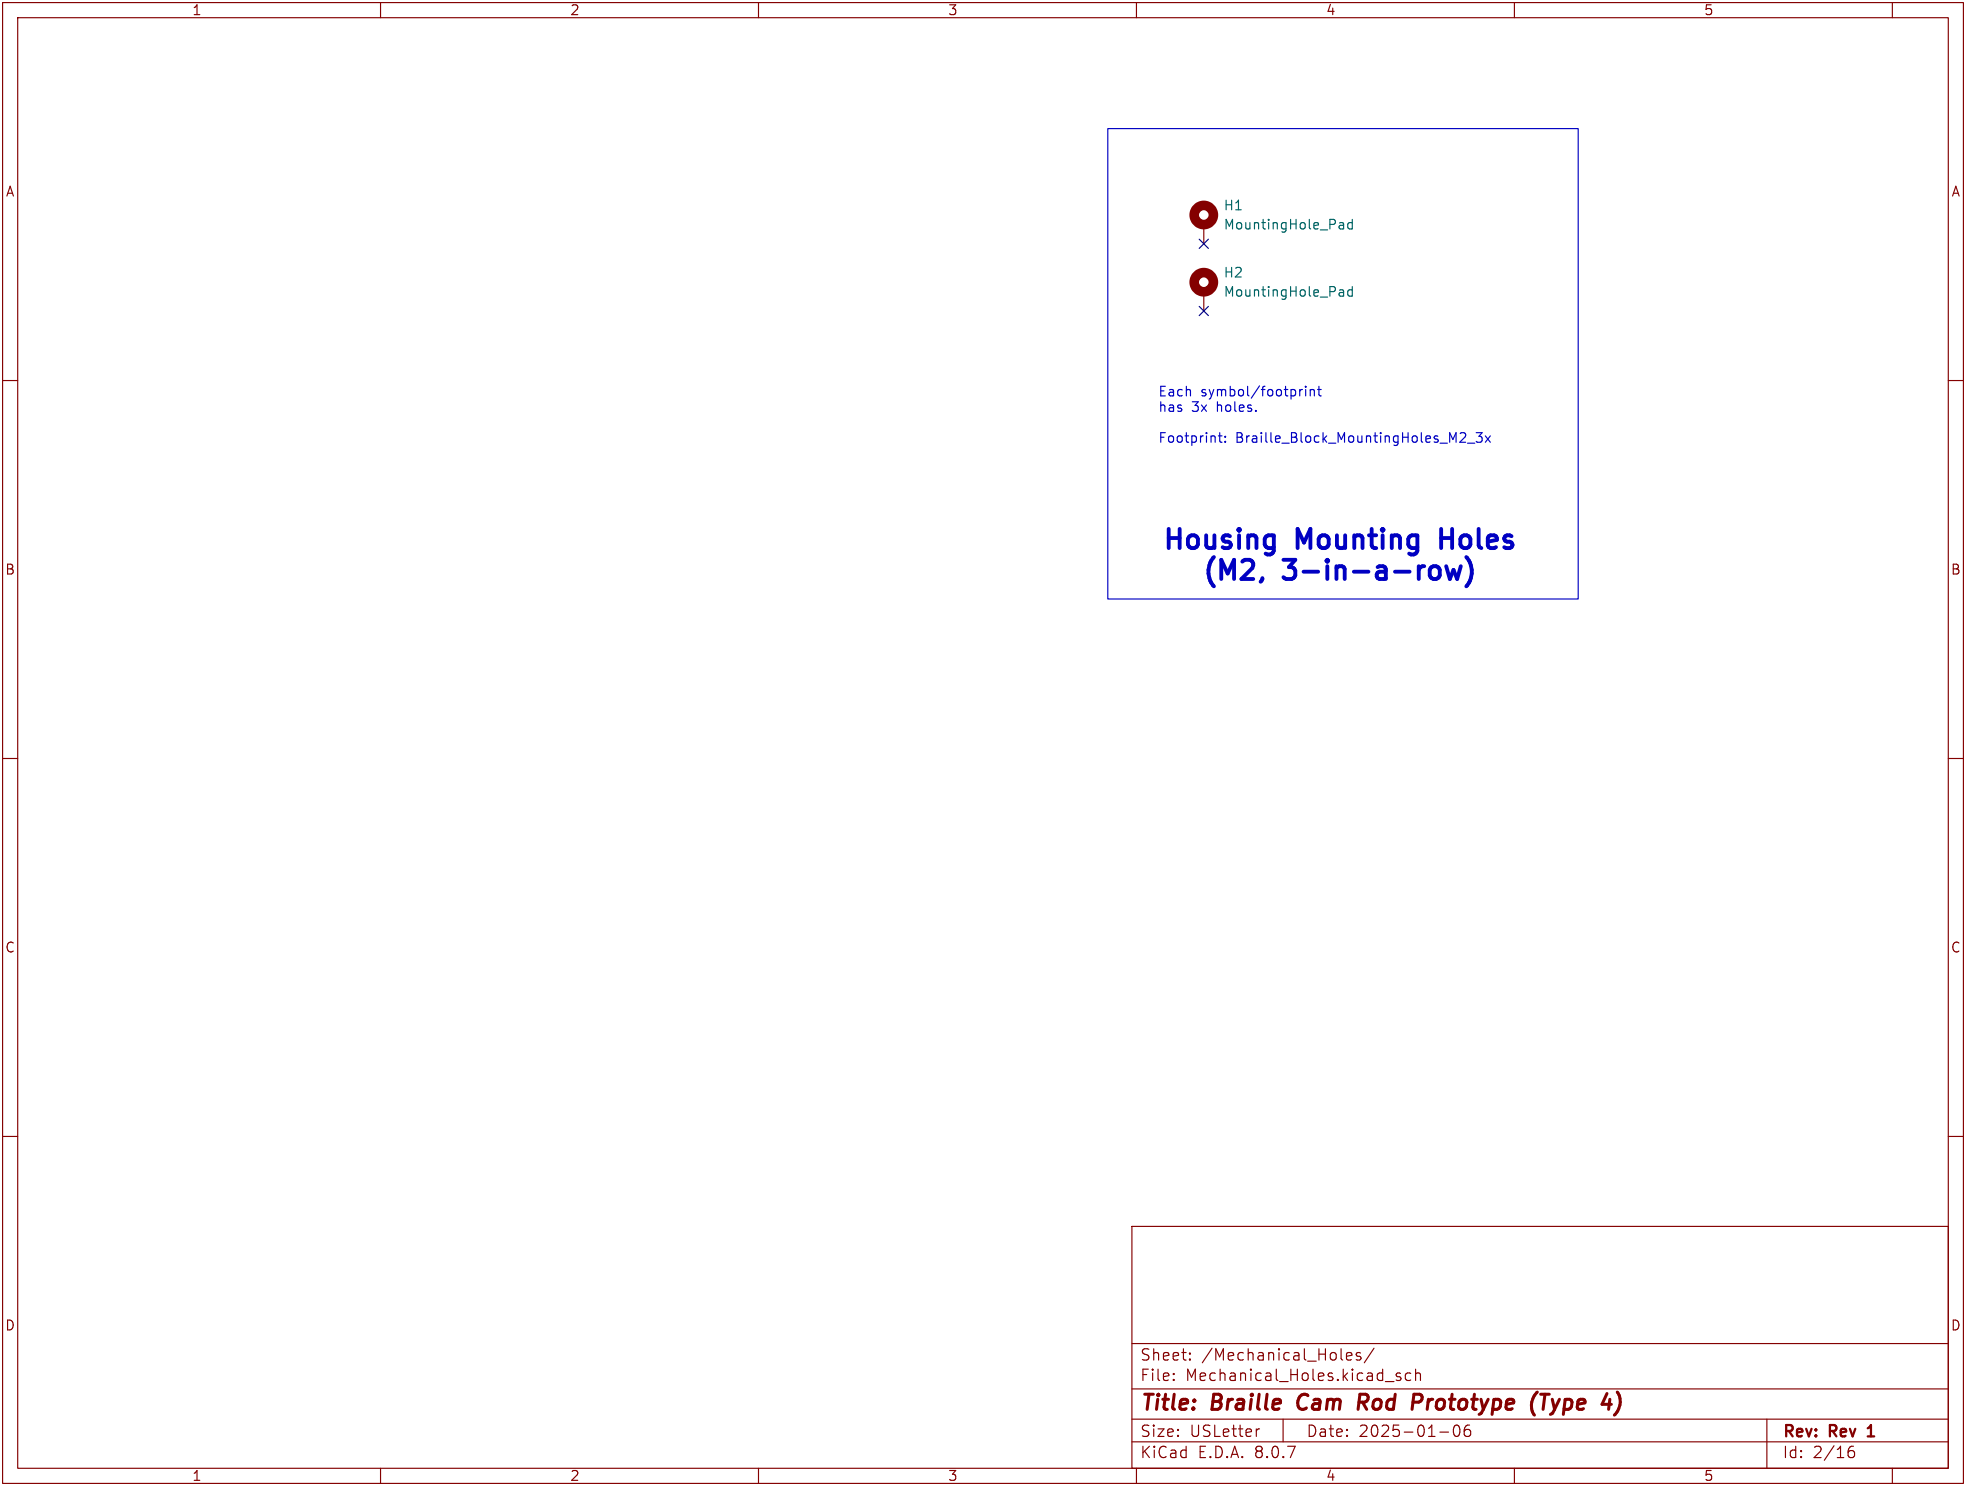 1 2 3 4 5
A A
H1
MountingHole_Pad
H2
MountingHole_Pad
Each symbol/footprint
has 3x holes.
Footprint: Braille_Block_MountingHoles_M2_3x
Housing Mounting Holes
(M2, 3-in-a-row)
B B
C C
D D
Sheet: /Mechanical_Holes/
File: Mechanical_Holes.kicad_sch
Title: Braille Cam Rod Prototype (Type 4)
Size: USLetter Date: 2025-01-06 Rev: Rev 1
KiCad E.D.A. 8.0.7 Id: 2/16
1 2 3 4 5